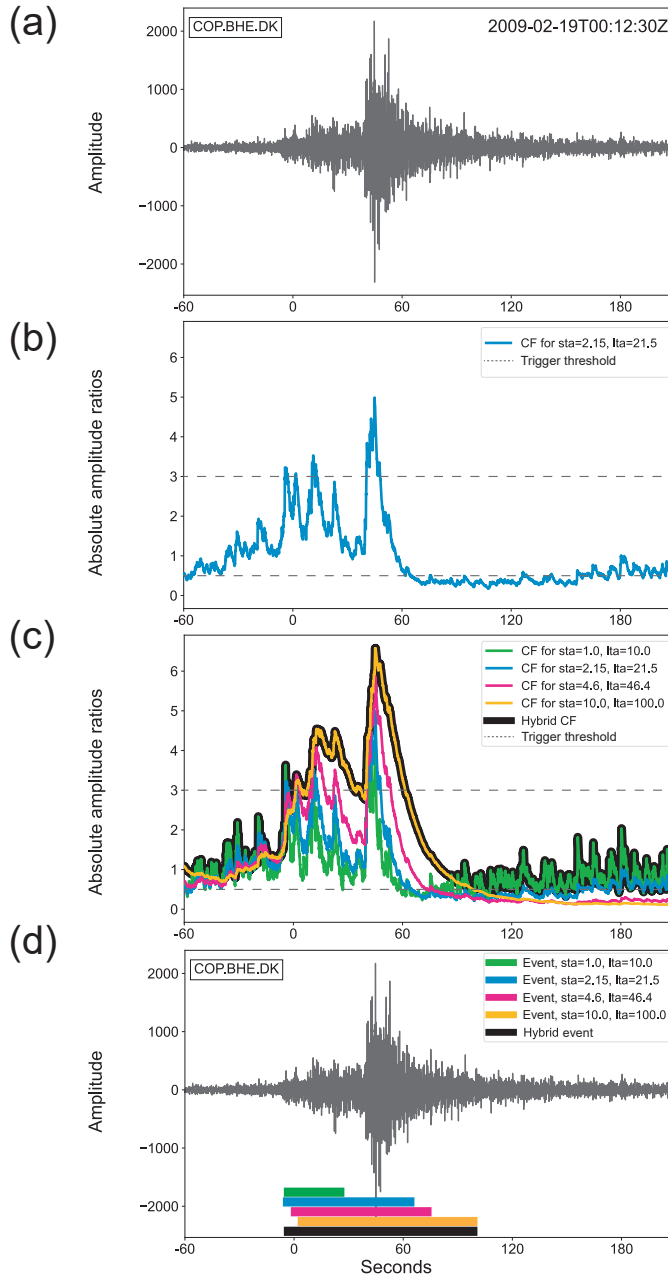 (a)
COP.BHE.DK
2009-02-19T00:12:30Z
Amplitude
2000
1000
0
−1000
−2000
-60 0 60 120 180
(b)
CF for sta=2.15, lta=21.5
Trigger threshold
Absolute amplitude ratios
6
5
4
3
2
1
0
-60 0 60 120 180
(c)
CF for sta=1.0, lta=10.0
CF for sta=2.15, lta=21.5
CF for sta=4.6, lta=46.4
CF for sta=10.0, lta=100.0
Hybrid CF
Trigger threshold
Absolute amplitude ratios
6
5
4
3
2
1
0
-60 0 60 120 180
(d)
COP.BHE.DK
Event, sta=1.0, lta=10.0
Event, sta=2.15, lta=21.5
Event, sta=4.6, lta=46.4
Event, sta=10.0, lta=100.0
Hybrid event
Amplitude
2000
1000
0
−1000
−2000
-60 0 60 120 180
Seconds